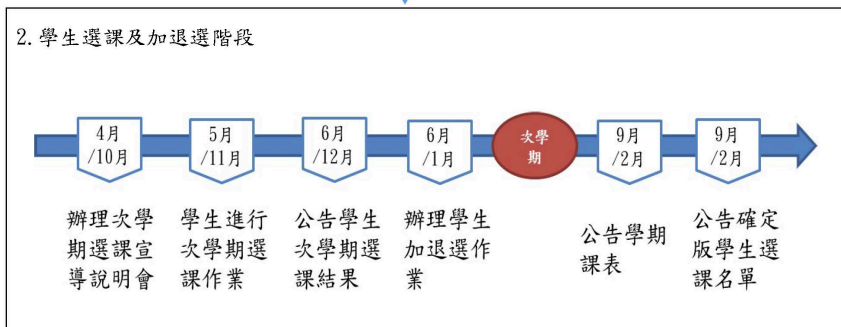 2. 學生選課及加退選階段
4月
/10月
5月
/11月
6月
/12月
6月
/1月
次學
期
9月
/2月
9月
/2月
辦理次學
期選課宣
導說明會
學生進行
次學期選
課作業
公告學生
次學期選
課結果
辦理學生
加退選作
業
公告學期
課表
公告確定
版學生選
課名單